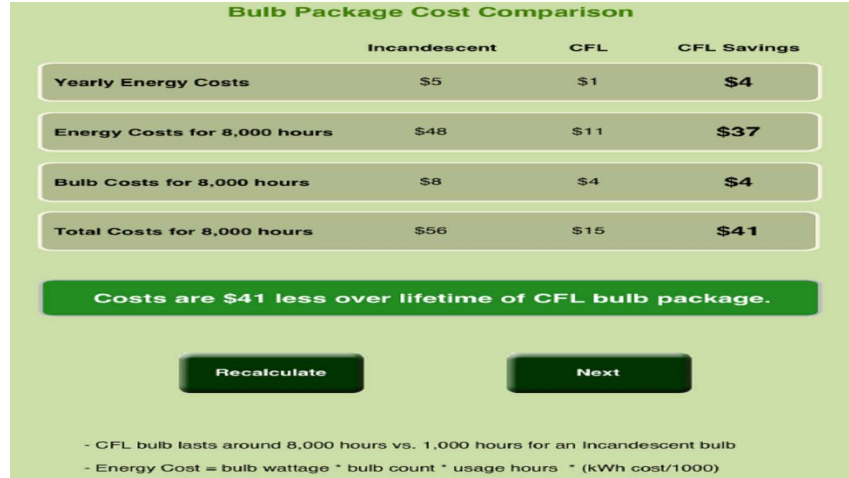 Bulb Package Cost Comparison
Incandescent CFL CFL Savings
Yearly Energy Costs $5 $1 $4
Energy Costs for 8,000 hours $48 $11 $37
Bulb Costs for 8,000 hours $8 $4 $4
Total Costs for 8,000 hours $56 $15 $41
Costs are $41 less over lifetime of CFL bulb package.
Recalculate Next
- CFL bulb lasts around 8,000 hours vs. 1,000 hours for an Incandescent bulb
- Energy Cost = bulb wattage * bulb count * usage hours * (kWh cost/1000)